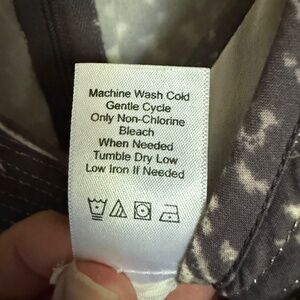 Machine Wash Cold
Gentle Cycle
Only Non-Chlorine
Bleach
When Needed
Tumble Dry Low
Low Iron If Needed